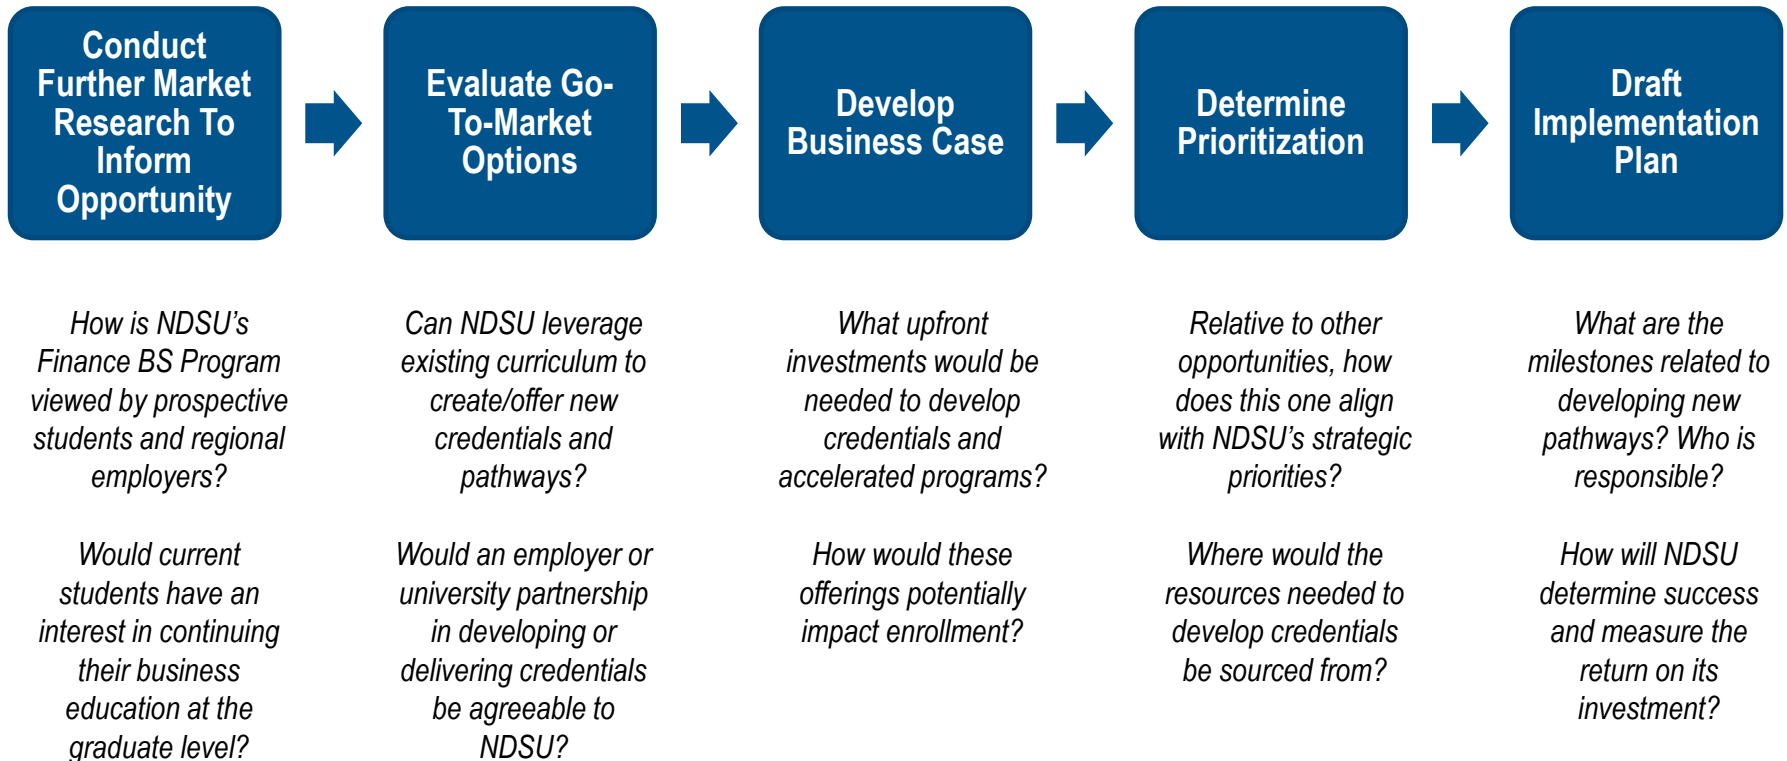 Conduct
Further Market
Research To
Inform
Opportunity
Evaluate Go-
To-Market
Options
Develop
Business Case
Determine
Prioritization
Draft
Implementation
Plan
How is NDSU's
Finance BS Program
viewed by prospective
students and regional
employers?
Would current
students have an
interest in continuing
their business
education at the
graduate level?
Can NDSU leverage
existing curriculum to
create/offer new
credentials and
pathways?
Would an employer or
university partnership
in developing or
delivering credentials
be agreeable to
NDSU?
What upfront
investments would be
needed to develop
credentials and
accelerated programs?
How would these
offerings potentially
impact enrollment?
Relative to other
opportunities, how
does this one align
with NDSU's strategic
priorities?
Where would the
resources needed to
develop credentials
be sourced from?
What are the
milestones related to
developing new
pathways? Who is
responsible?
How will NDSU
determine success
and measure the
return on its
investment?